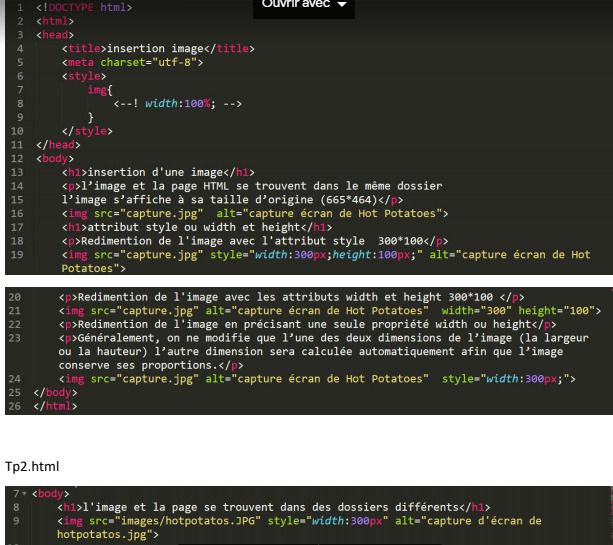 Ouvrir avec
1 <!DOCTYPE html>
2 <html>
3 <head>
4 <title>insertion image</title>
5 <meta charset="utf-8">
6 <style>
7 img{
8 <--! width:100%; -->
9 }
10 </style>
11 </head>
12 <body>
13 <h1>insertion d'une image</h1>
14 <p>l’image et la page HTML se trouvent dans le même dossier
15 l’image s’affiche à sa taille d’origine (665*464)</p>
16 <img src="capture.jpg" alt="capture écran de Hot Potatoes">
17 <h1>attribut style ou width et height</h1>
18 <p>Redimention de l'image avec l'attribut style 300*100</p>
19 <img src="capture.jpg" style="width:300px;height:100px;" alt="capture écran de Hot
Potatoes">
20 <p>Redimention de l'image avec les attributs width et height 300*100 </p>
21 <img src="capture.jpg" alt="capture écran de Hot Potatoes" width="300" height="100">
22 <p>Redimention de l'image en précisant une seule propriété width ou height</p>
23 <p>Généralement, on ne modifie que l’une des deux dimensions de l’image (la largeur
ou la hauteur) l’autre dimension sera calculée automatiquement afin que l’image
conserve ses proportions.</p>
24 <img src="capture.jpg" alt="capture écran de Hot Potatoes" style="width:300px;">
25 </body>
26 </html>
Tp2.html
7 <body>
8 <h1>l'image et la page se trouvent dans des dossiers différents</h1>
9 <img src="images/hotpotatos.JPG" style="width:300px" alt="capture d'écran de
hotpotatos.jpg">